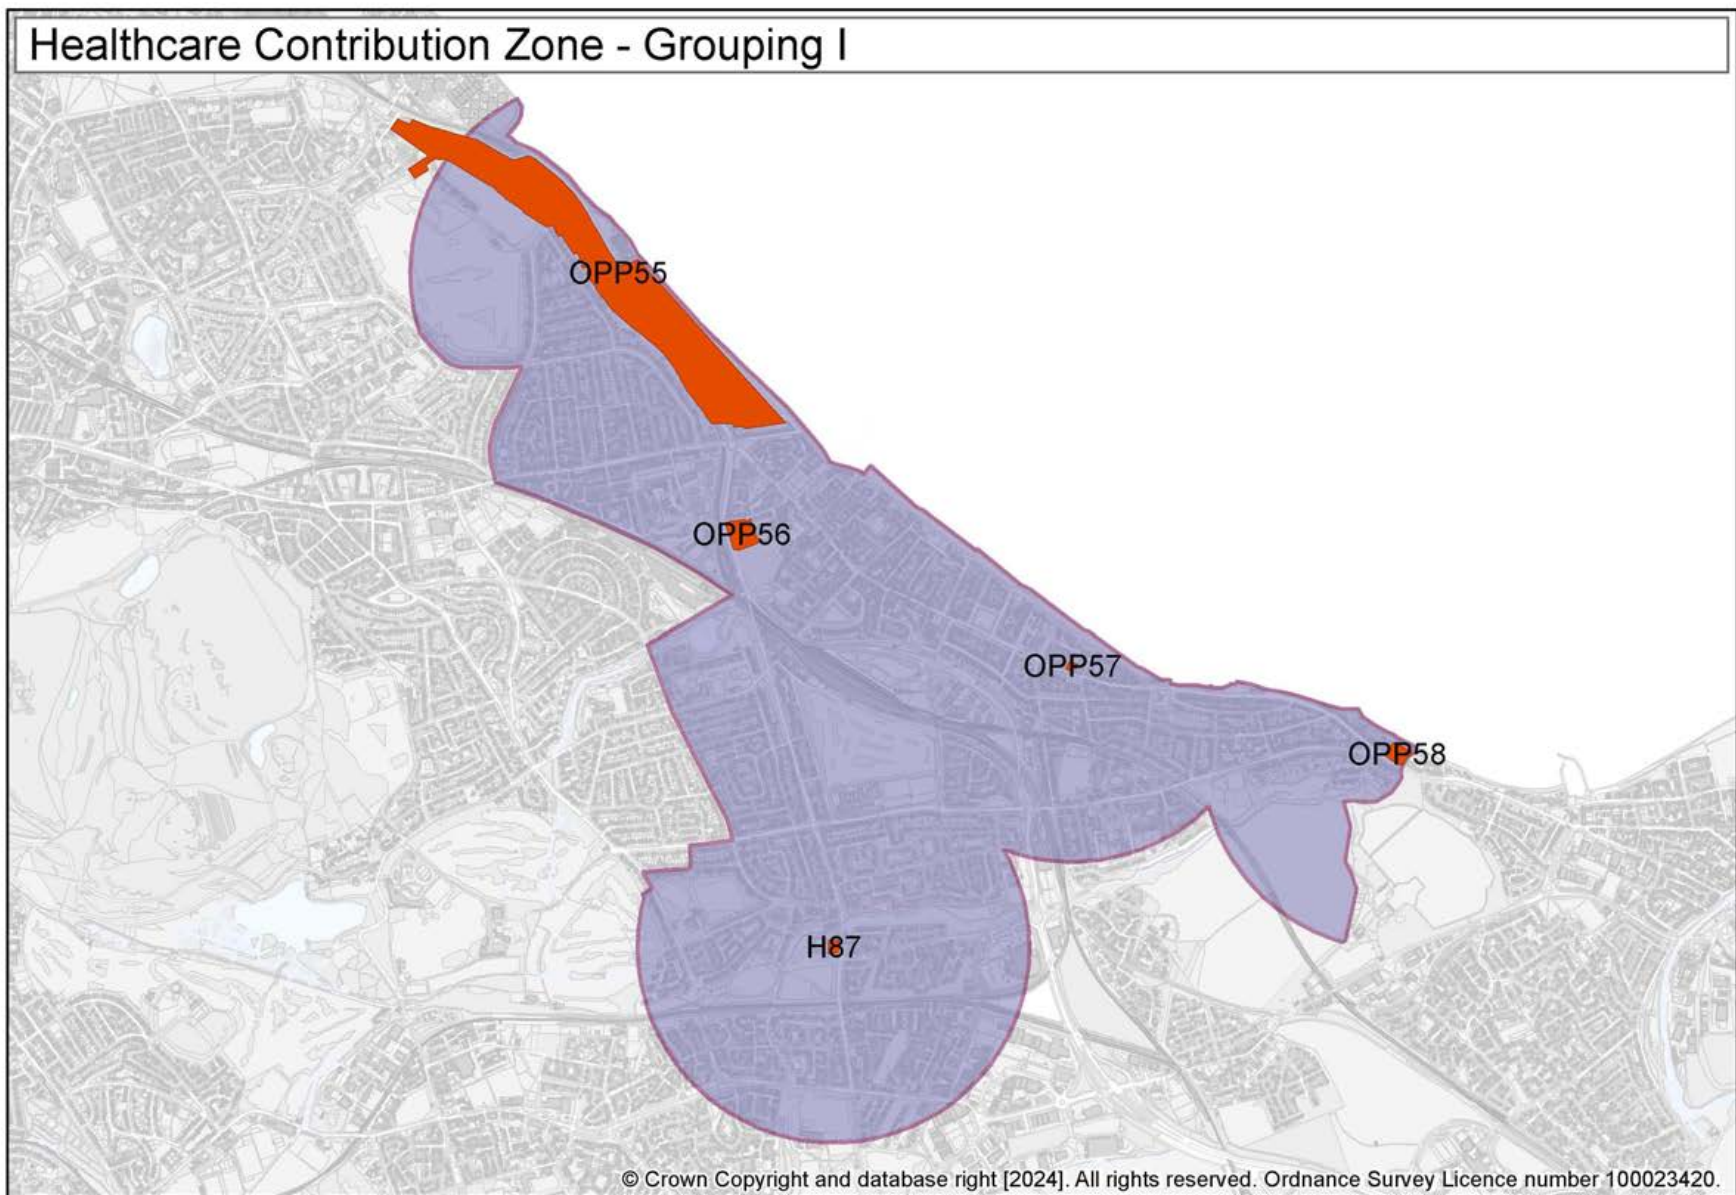 Healthcare Contribution Zone - Grouping I
OPP55
OPP56
OPP57
OPP58
H87
© Crown Copyright and database right [2024]. All rights reserved. Ordnance Survey Licence number 100023420.